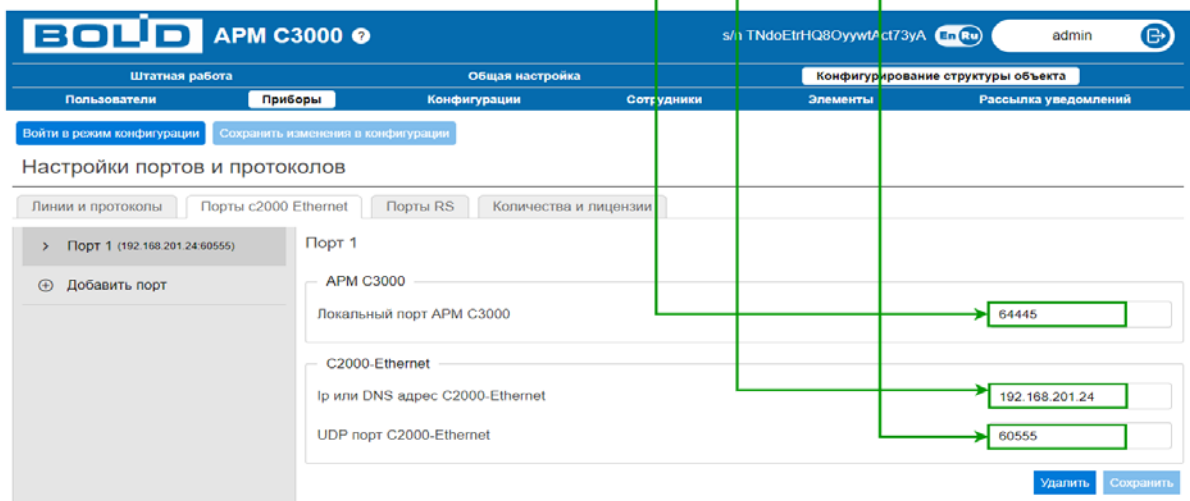 BOLID АРМ С3000 ? s/n TNdoEtrHQ8OyywtAct73yA En Ru admin
Штатная работа Общая настройка Конфигурирование структуры объекта
Пользователи Приборы Конфигурации Сотрудники Элементы Рассылка уведомлений
Войти в режим конфигурации Сохранить изменения в конфигурации
Настройки портов и протоколов
Линии и протоколы Порты с2000 Ethernet Порты RS Количества и лицензии
> Порт 1 (192.168.201.24:60555) Порт 1
Добавить порт АРМ С3000
Локальный порт АРМ С3000 64445
С2000-Ethernet
Ip или DNS адрес С2000-Ethernet 192.168.201.24
UDP порт С2000-Ethernet 60555
Удалить Сохранить